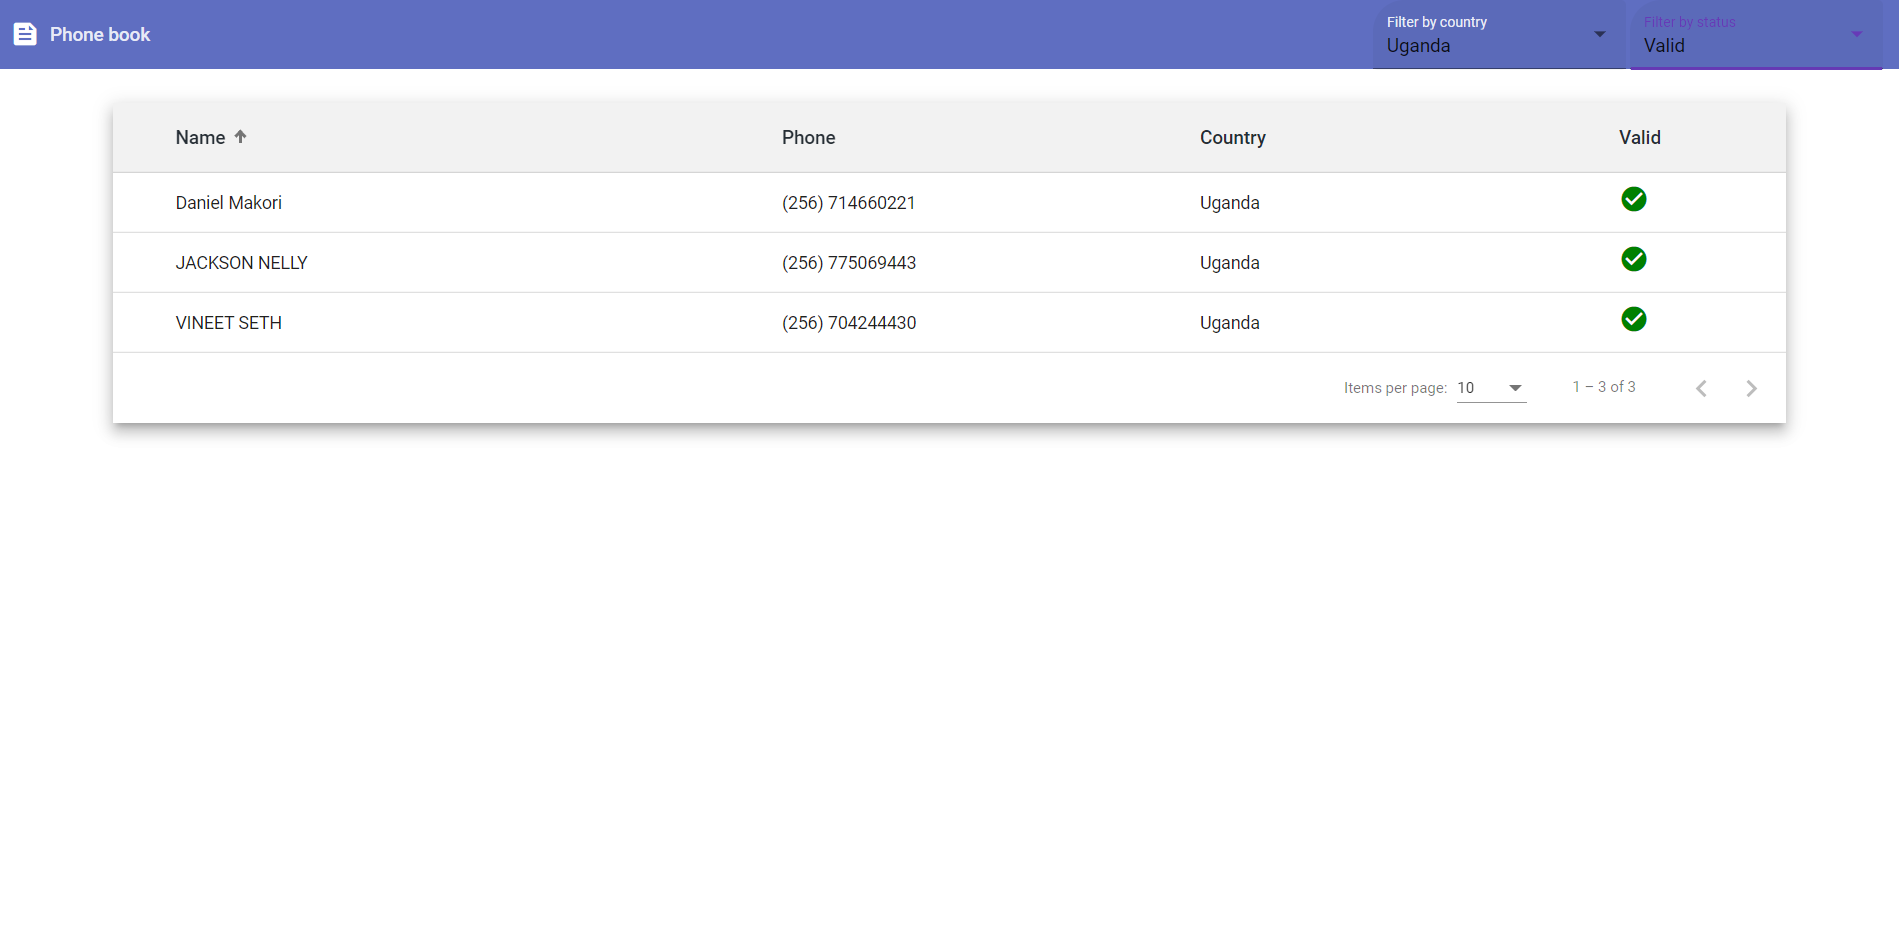 Phone book
Filter by country
Uganda
Filter by status
Valid
Name Phone Country Valid
Daniel Makori (256) 714660221 Uganda
JACKSON NELLY (256) 775069443 Uganda
VINEET SETH (256) 704244430 Uganda
Items per page: 10 1 – 3 of 3